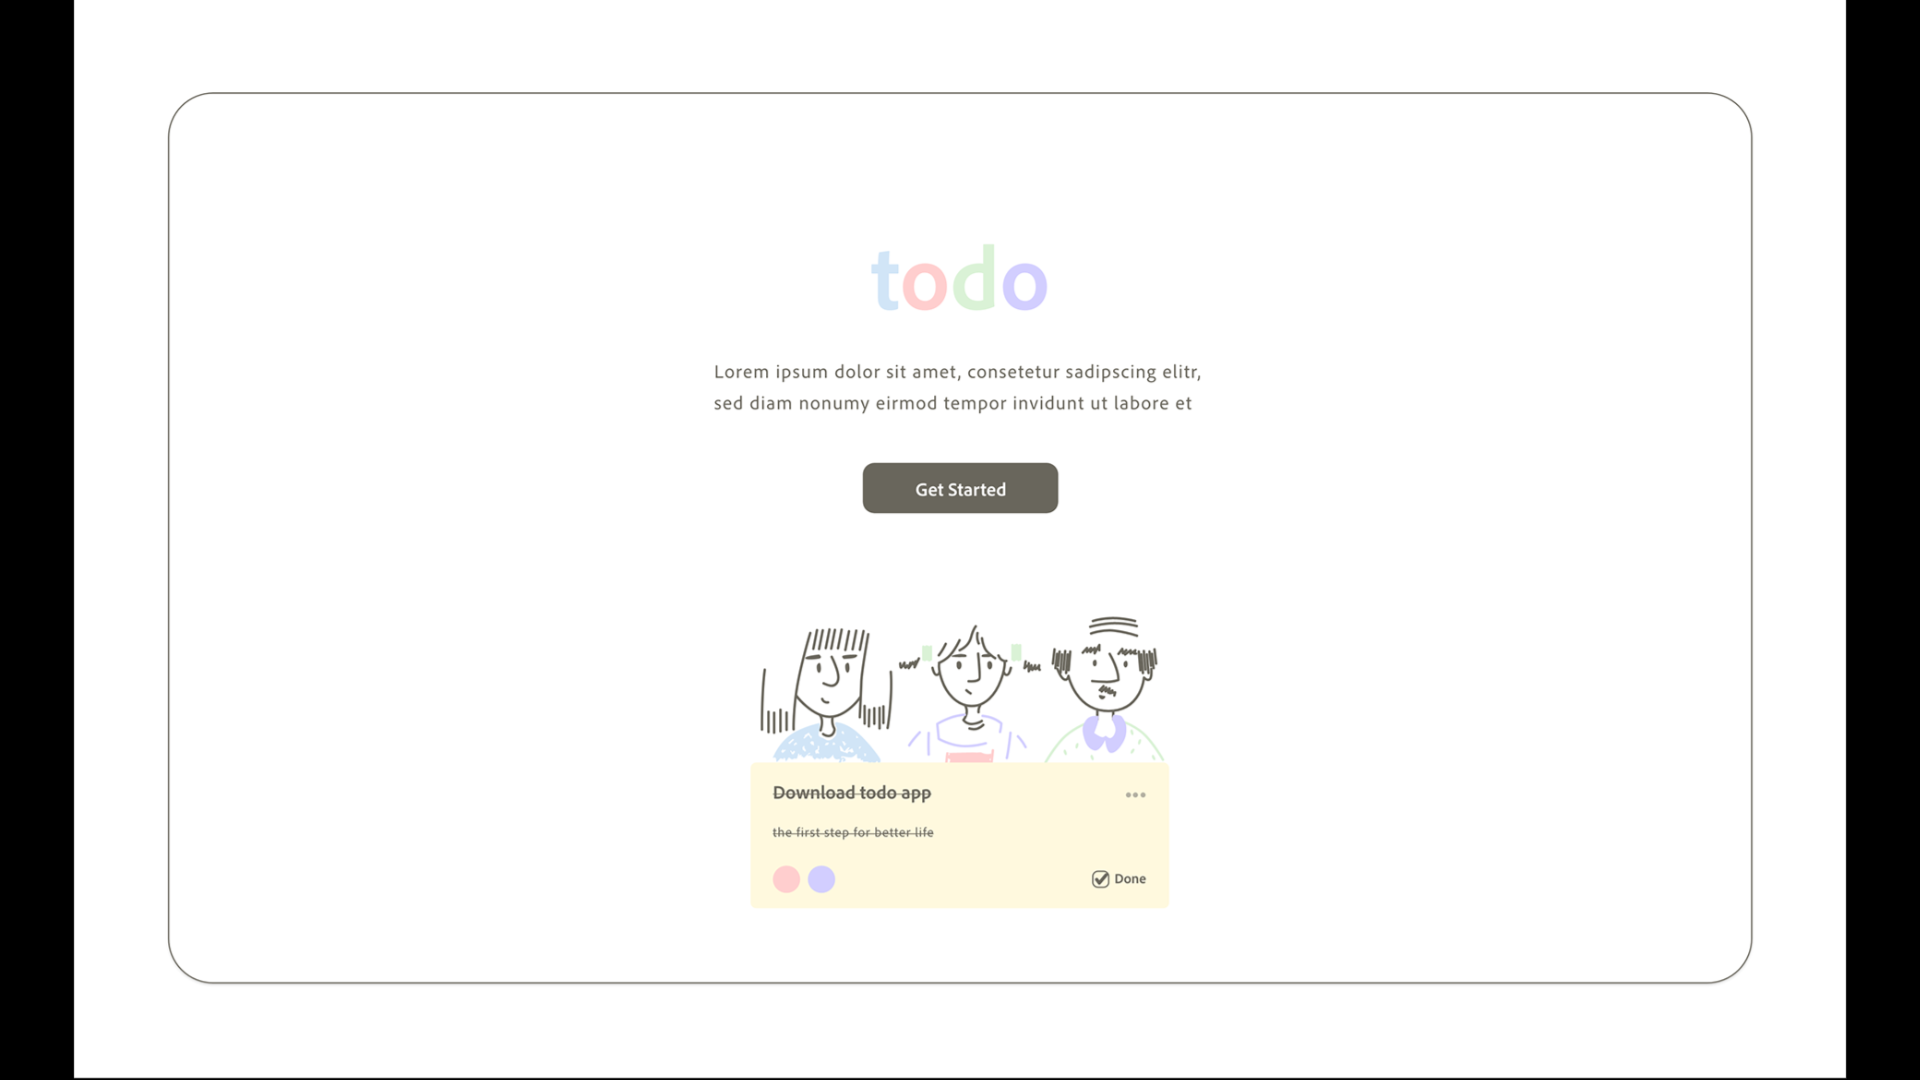 todo
Lorem ipsum dolor sit amet, consetetur sadipscing elitr,
sed diam nonumy eirmod tempor invidunt ut labore et
Get Started
Download todo app
the first step for better life
Done